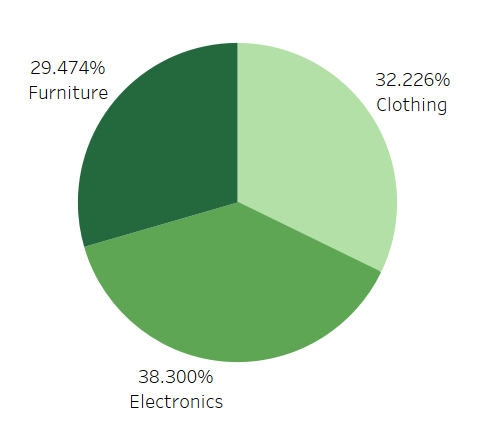 29.474%
Furniture
32.226%
Clothing
38.300%
Electronics